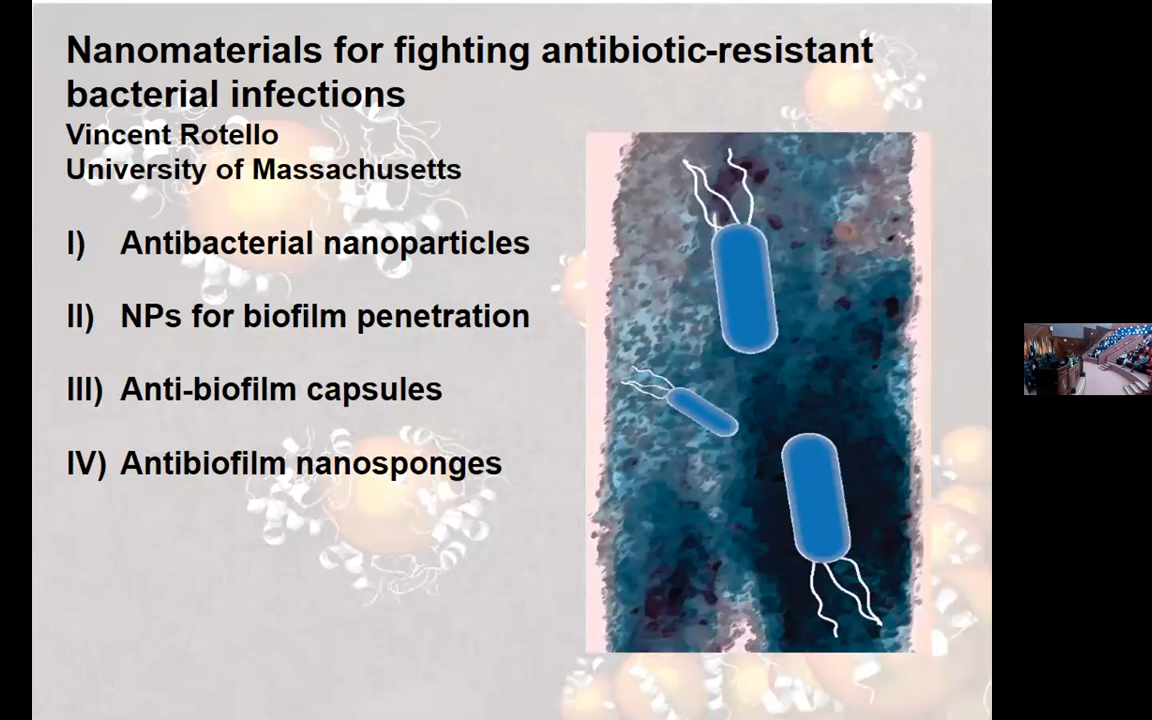 Nanomaterials for fighting antibiotic-resistant
bacterial infections
Vincent Rotello
University of Massachusetts
I) Antibacterial nanoparticles
II) NPs for biofilm penetration
III) Anti-biofilm capsules
IV) Antibiofilm nanosponges